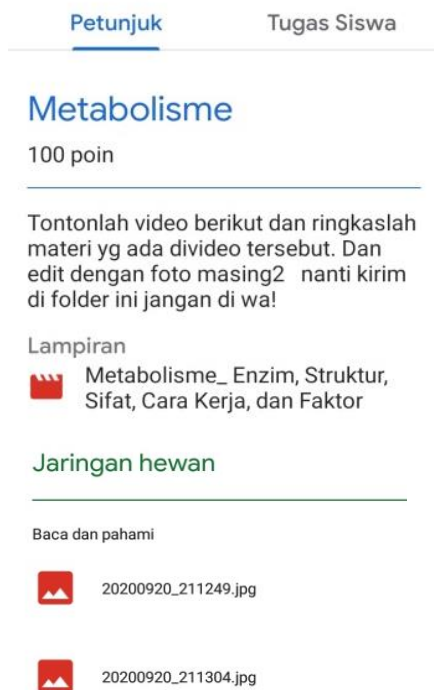 Petunjuk Tugas Siswa
Metabolisme
100 poin
Tontonlah video berikut dan ringkaslah
materi yg ada divideo tersebut. Dan
edit dengan foto masing2 nanti kirim
di folder ini jangan di wa!
Lampiran
Metabolisme_ Enzim, Struktur,
Sifat, Cara Kerja, dan Faktor
Jaringan hewan
Baca dan pahami
20200920_211249.jpg
20200920_211304.jpg